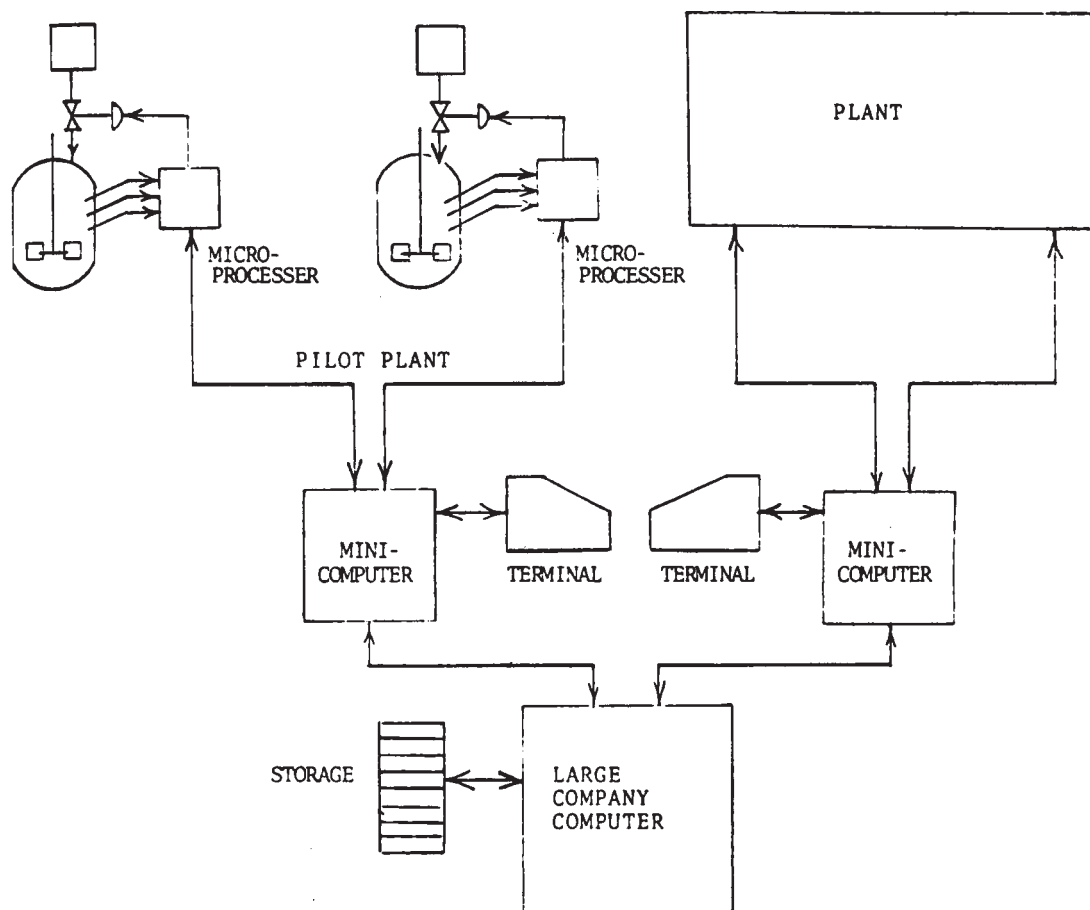 PLANT
MICRO-
PROCESSER
MICRO-
PROCESSER
PILOT PLANT
MINI-
COMPUTER
TERMINAL
TERMINAL
MINI-
COMPUTER
STORAGE
LARGE
COMPANY
COMPUTER